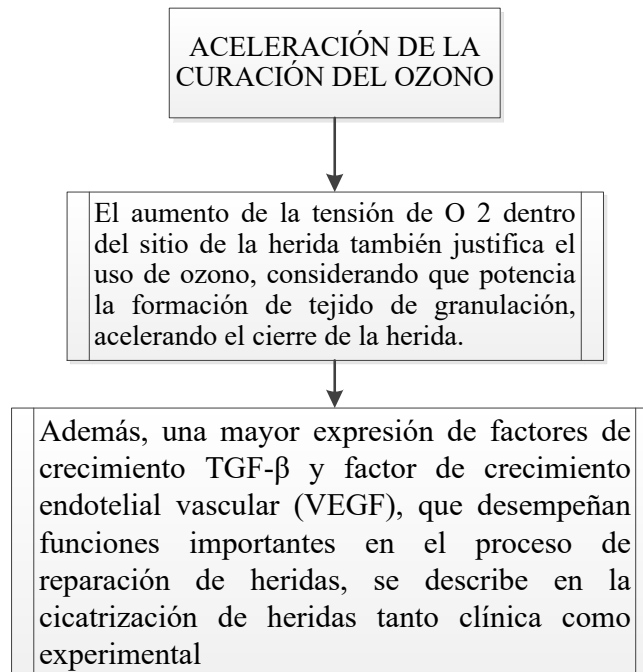 ACELERACIÓN DE LA
CURACIÓN DEL OZONO
El aumento de la tensión de O 2 dentro
del sitio de la herida también justifica el
uso de ozono, considerando que potencia
la formación de tejido de granulación,
acelerando el cierre de la herida.
Además, una mayor expresión de factores de
crecimiento TGF-β y factor de crecimiento
endotelial vascular (VEGF), que desempeñan
funciones importantes en el proceso de
reparación de heridas, se describe en la
cicatrización de heridas tanto clínica como
experimental